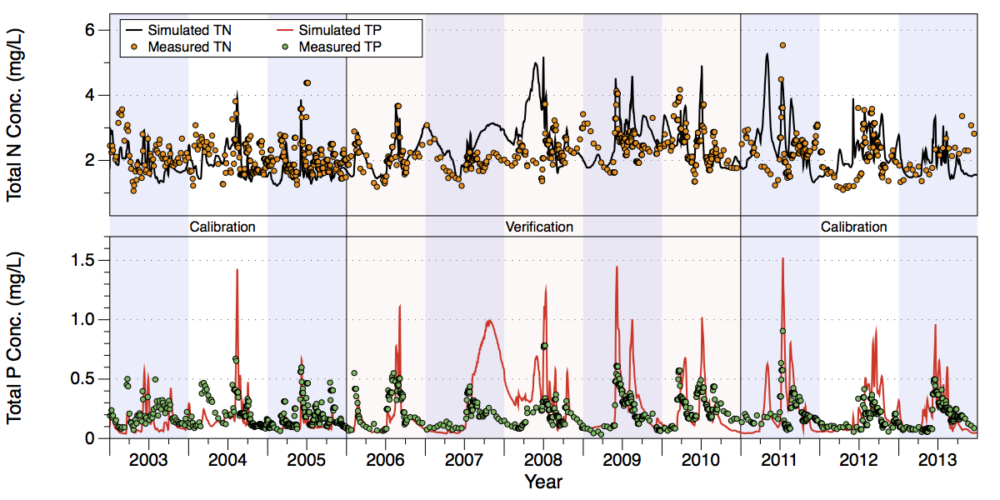 Total N Conc. (mg/L)
6
4
2
Simulated TN Simulated TP
Measured TN Measured TP
Calibration Verification Calibration
Total P Conc. (mg/L)
1.5
1.0
0.5
0
2003 2004 2005 2006 2007 2008 2009 2010 2011 2012 2013
Year